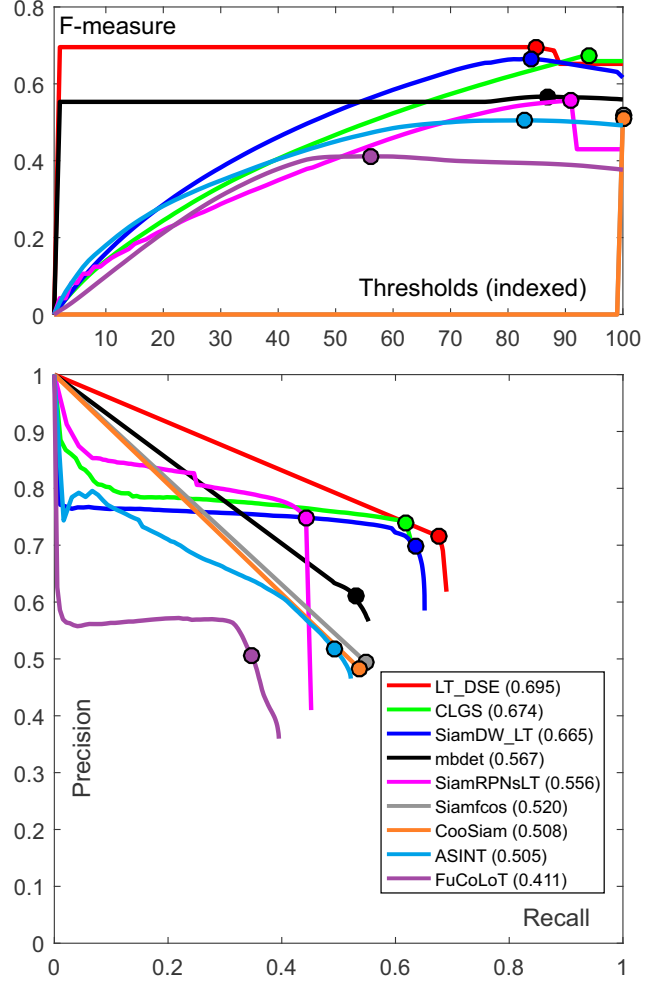 F-measure
0.8
0.6
0.4
0.2
0
Thresholds (indexed)
10 20 30 40 50 60 70 80 90 100
1
0.9
0.8
0.7
0.6
0.5
0.4
0.3
0.2
0.1
0
Precision
LT_DSE (0.695)
CLGS (0.674)
SiamDW_LT (0.665)
mbdet (0.567)
SiamRPNsLT (0.556)
Siamfcos (0.520)
CooSiam (0.508)
ASINT (0.505)
FuCoLoT (0.411)
Recall
0 0.2 0.4 0.6 0.8 1